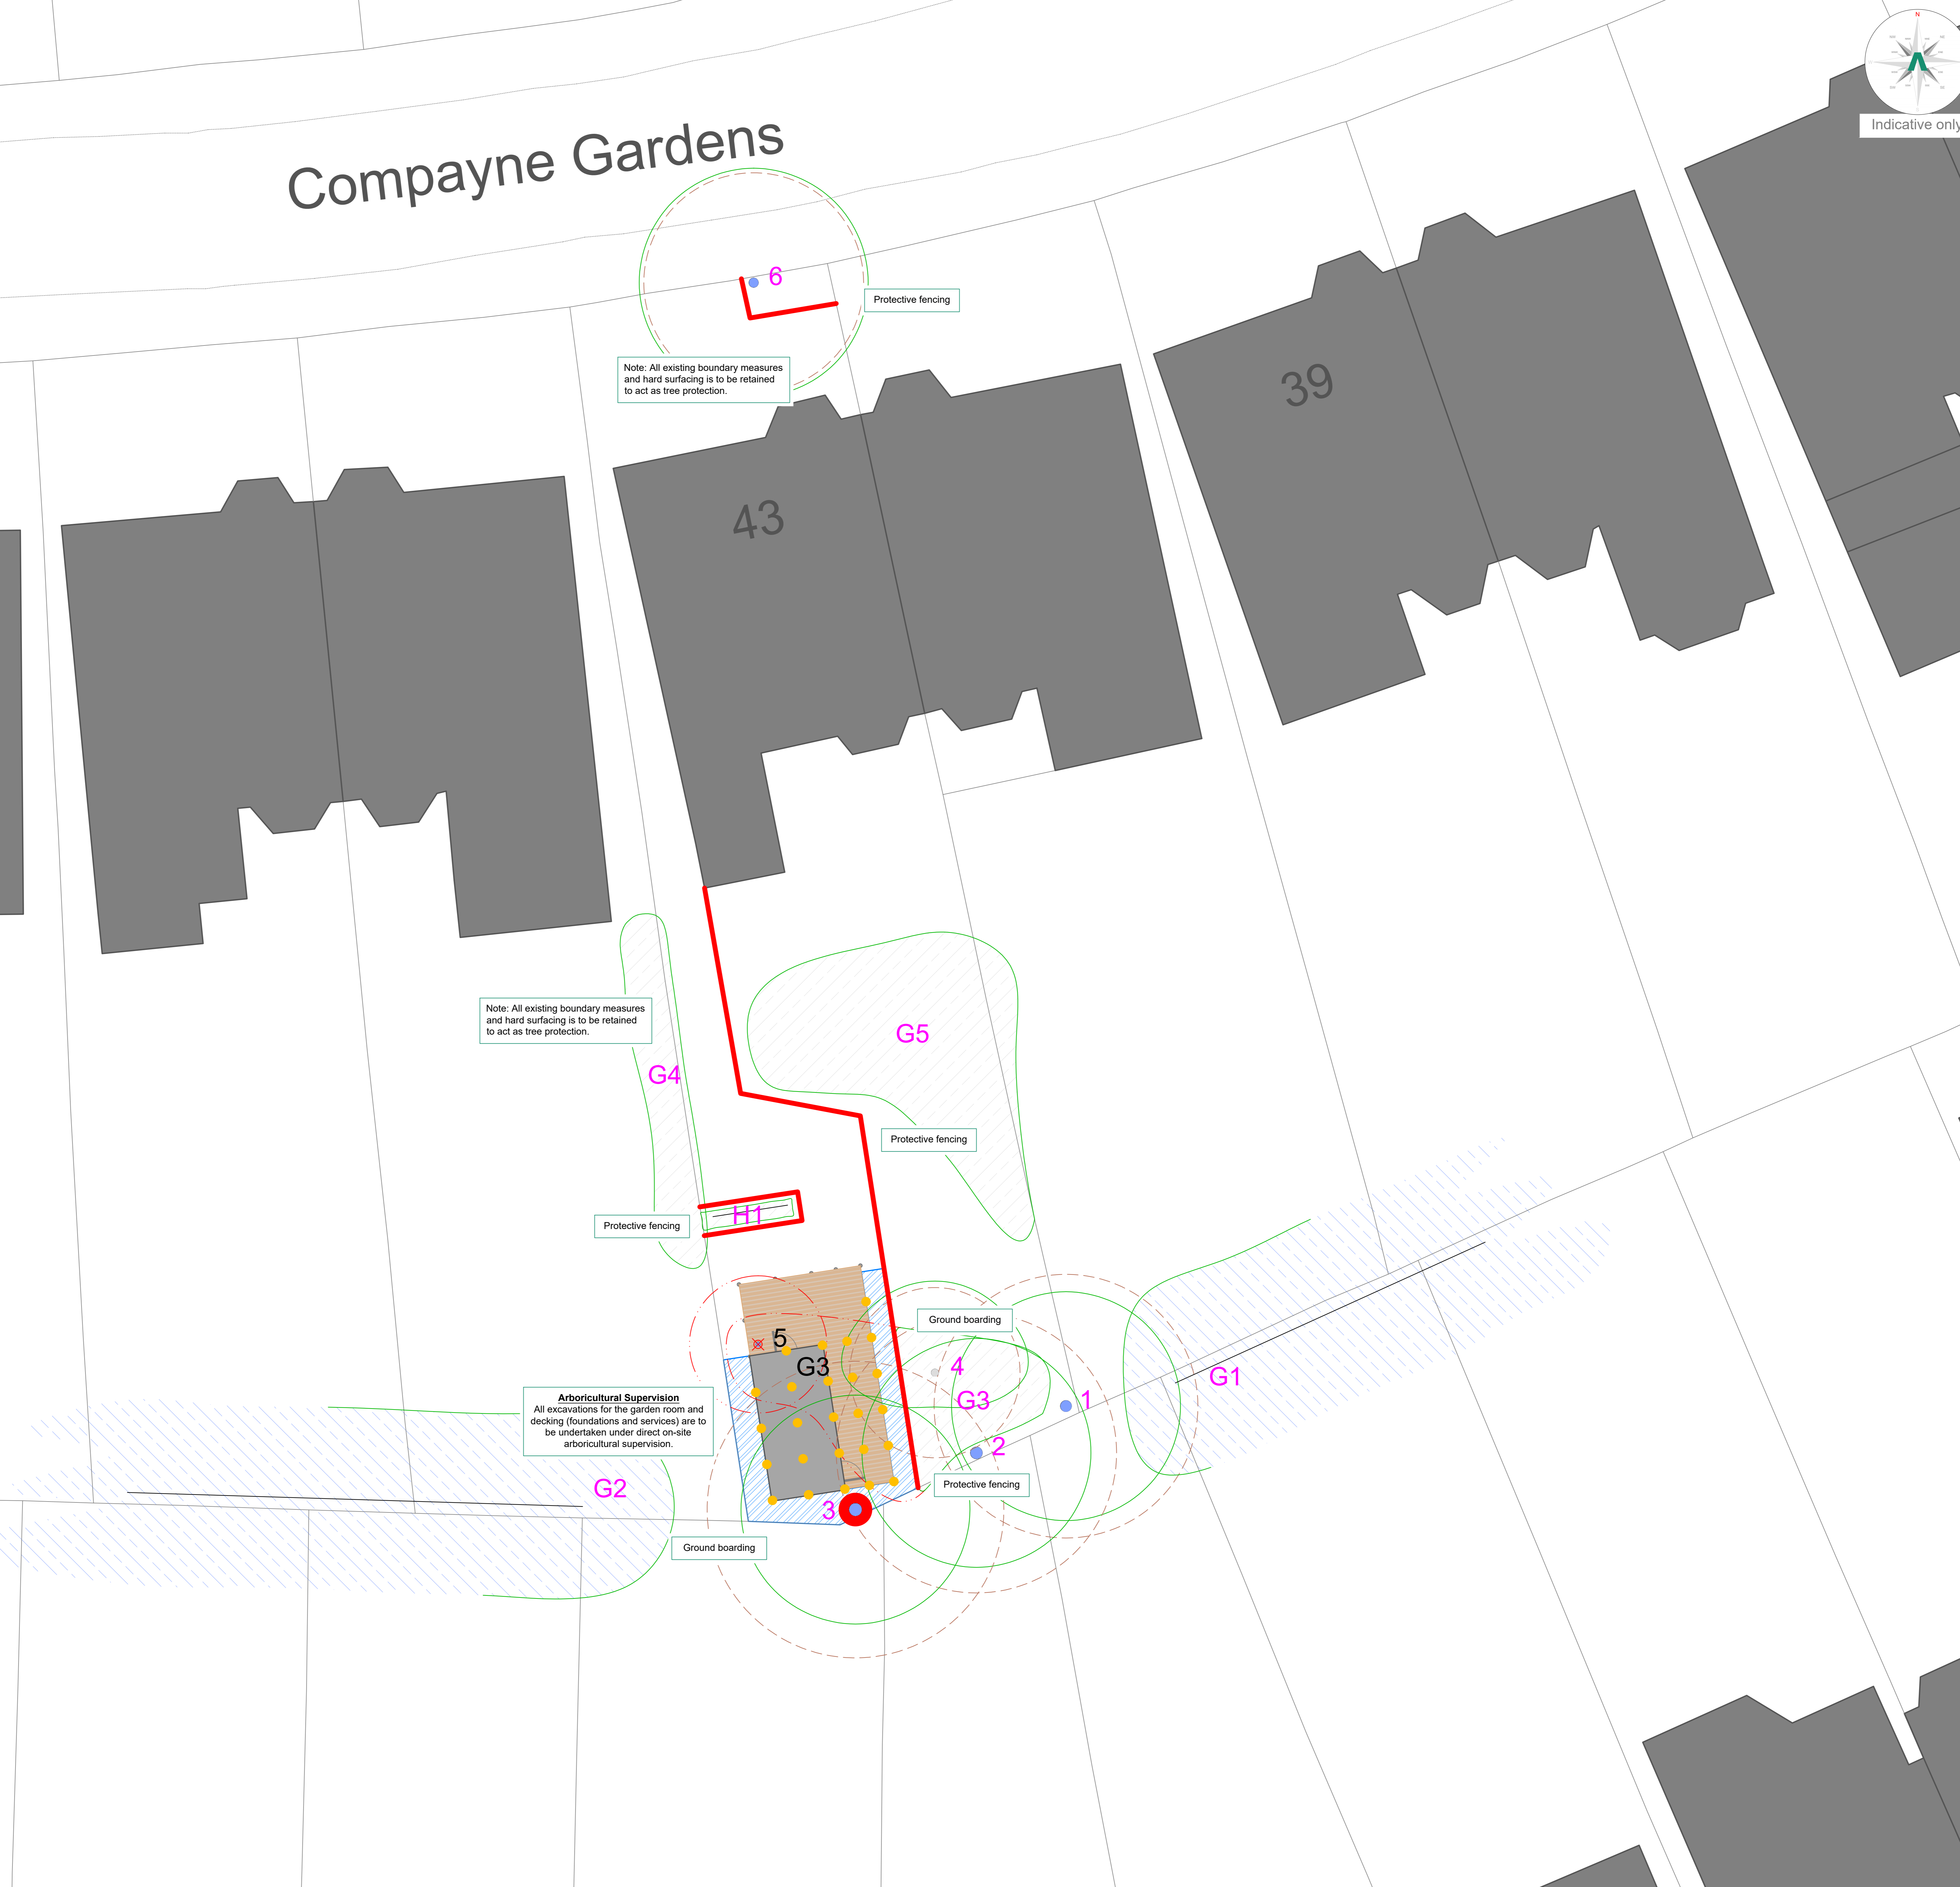 N
Indicative only
Compayne Gardens
6
Protective fencing
Note: All existing boundary measures
and hard surfacing is to be retained
to act as tree protection.
39
43
Note: All existing boundary measures
and hard surfacing is to be retained
to act as tree protection.
G5
G4
Protective fencing
H1
Protective fencing
Ground boarding
5
G3
4
G3
1
G1
Arboricultural Supervision
All excavations for the garden room and
decking (foundations and services) are to
be undertaken under direct on-site
arboricultural supervision.
2
G2
Protective fencing
3
Ground boarding